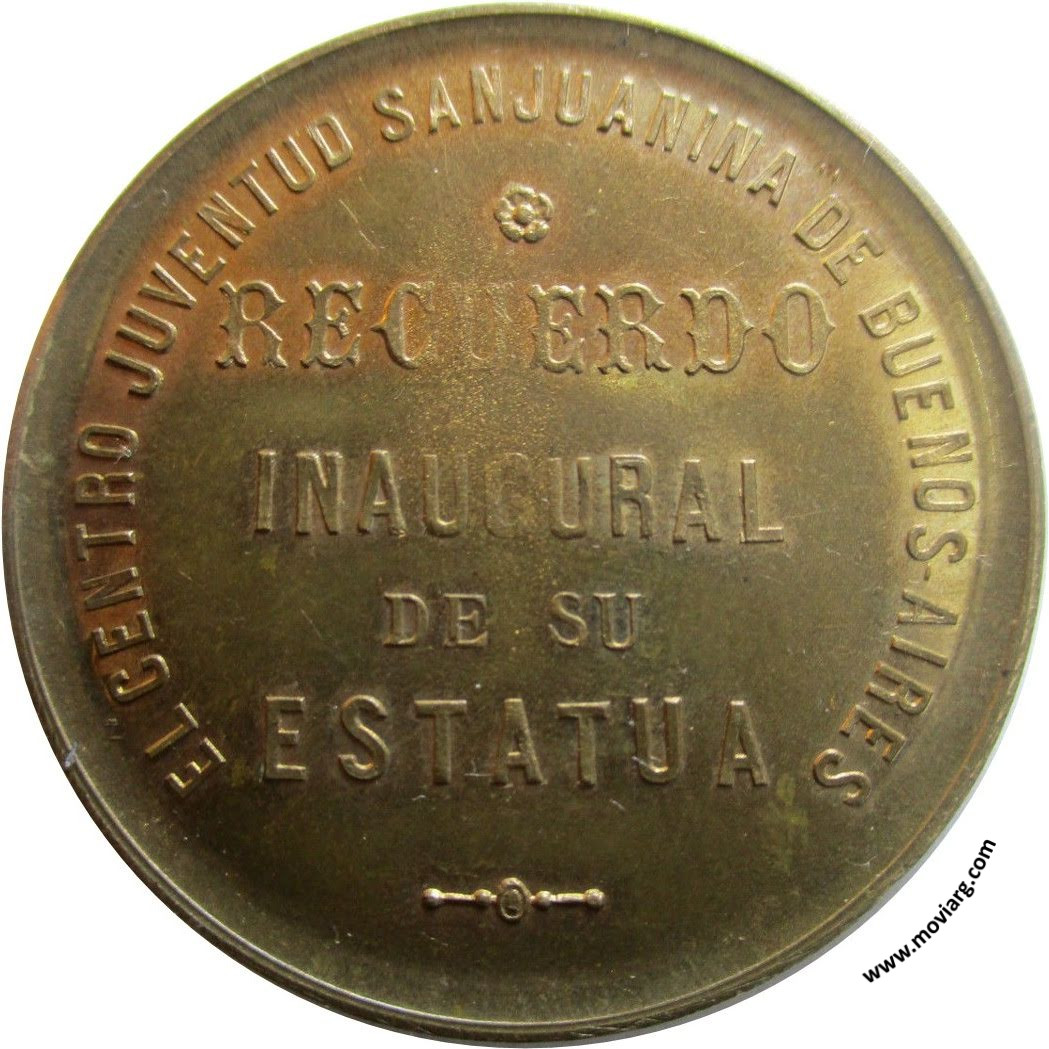 EL CENTRO JUVENTUD SANJUANINA DE BUENOS-AIRES
RECUERDO
INAUGURAL
DE SU
ESTATUA
www.moviarg.com